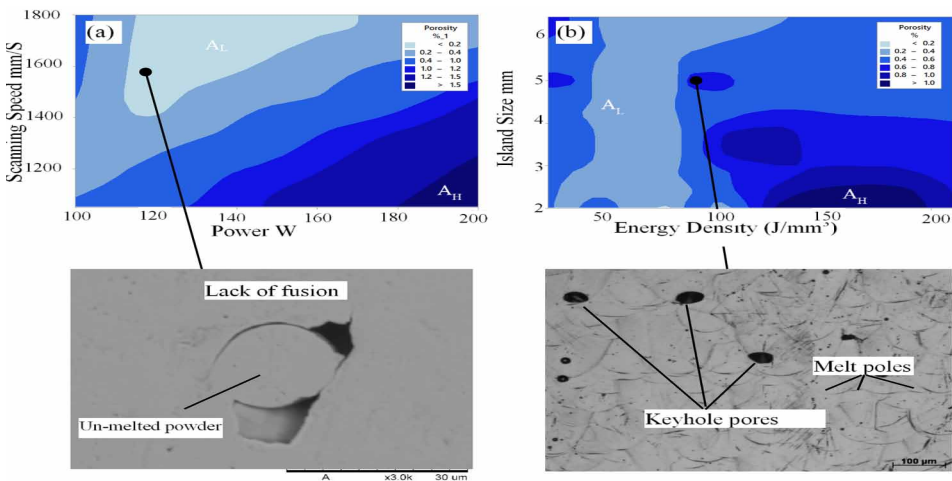 (a)
A_L
Porosity
%_1
< 0.2
0.2 – 0.4
0.4 – 1.0
1.0 – 1.2
1.2 – 1.5
> 1.5
Scanning Speed mm/S
1800
1600
1400
1200
A_H
100 120 140 160 180 200
Power W
(b)
Porosity
%
< 0.2
0.2 – 0.4
0.4 – 0.6
0.6 – 0.8
0.8 – 1.0
> 1.0
Island Size mm
6
5
4
3
2
A_L
A_H
50 100 150 200
Energy Density (J/mm³)
Lack of fusion
Un-melted powder
A x3.0k 30 um
Melt poles
Keyhole pores
100 µm